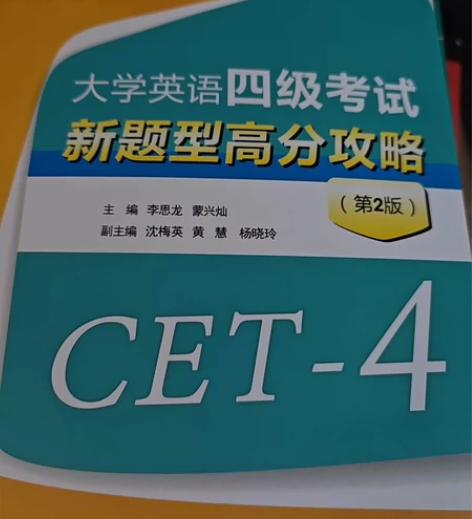 大学英语四级考试
新题型高分攻略
（第2版）
主 编 李思龙 蒙兴灿
副主编 沈梅英 黄 慧 杨晓玲
CET-4